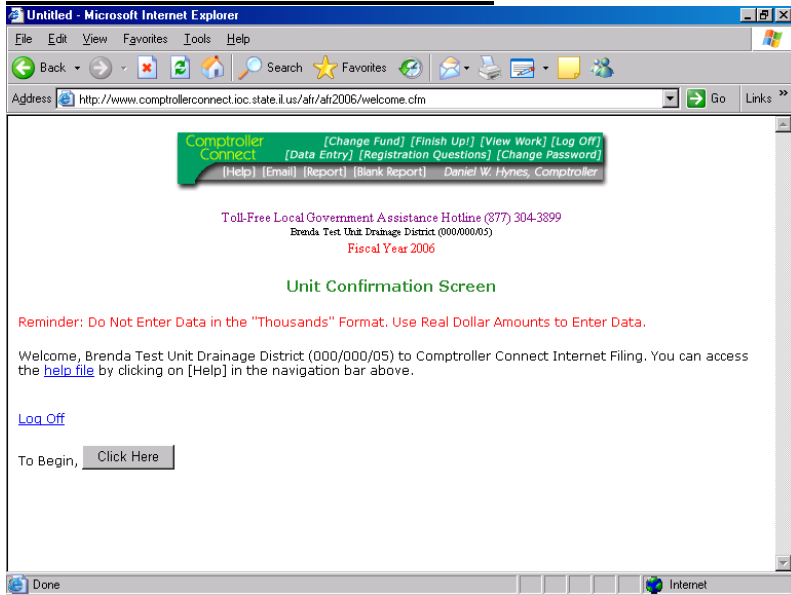 Untitled - Microsoft Internet Explorer
File Edit View Favorites Tools Help
Back Search Favorites
Address http://www.comptrollerconnect.ioc.state.il.us/afr/afr2006/welcome.cfm Go Links »
Comptroller Connect
[Change Fund] [Finish Up!] [View Work] [Log Off]
[Data Entry] [Registration Questions] [Change Password]
[Help] [Email] [Report] [Blank Report] Daniel W. Hynes, Comptroller
Toll-Free Local Government Assistance Hotline (877) 304-3899
Brenda Test Unit Drainage District (000/000/05)
Fiscal Year 2006
Unit Confirmation Screen
Reminder: Do Not Enter Data in the "Thousands" Format. Use Real Dollar Amounts to Enter Data.
Welcome, Brenda Test Unit Drainage District (000/000/05) to Comptroller Connect Internet Filing. You can access
the help file by clicking on [Help] in the navigation bar above.
Log Off
To Begin, Click Here
Done Internet